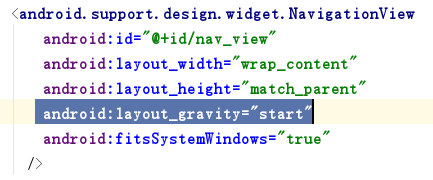 <android.support.design.widget.NavigationView
android:id="@+id/nav_view"
android:layout_width="wrap_content"
android:layout_height="match_parent"
android:layout_gravity="start"
android:fitsSystemWindows="true"
/>